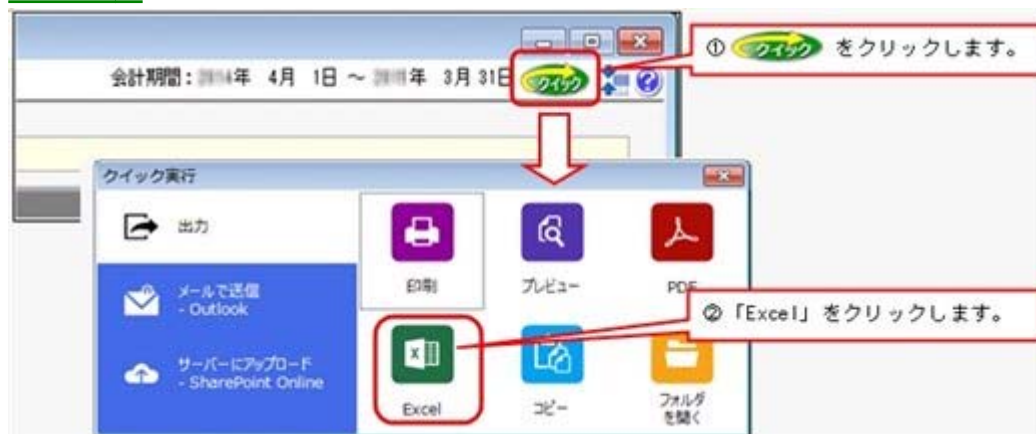 ① クイック をクリックします。
会計期間： 年 4月 1日 ～ 年 3月 31日 クイック
クイック実行
出力
メールで送信
- Outlook
サーバーにアップロード
- SharePoint Online
印刷
プレビュー
PDF
②「Excel」をクリックします。
Excel
コピー
フォルダ
を開く